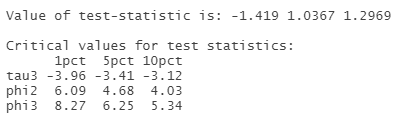 Value of test-statistic is: -1.419 1.0367 1.2969
Critical values for test statistics:
1pct 5pct 10pct
tau3 -3.96 -3.41 -3.12
phi2 6.09 4.68 4.03
phi3 8.27 6.25 5.34